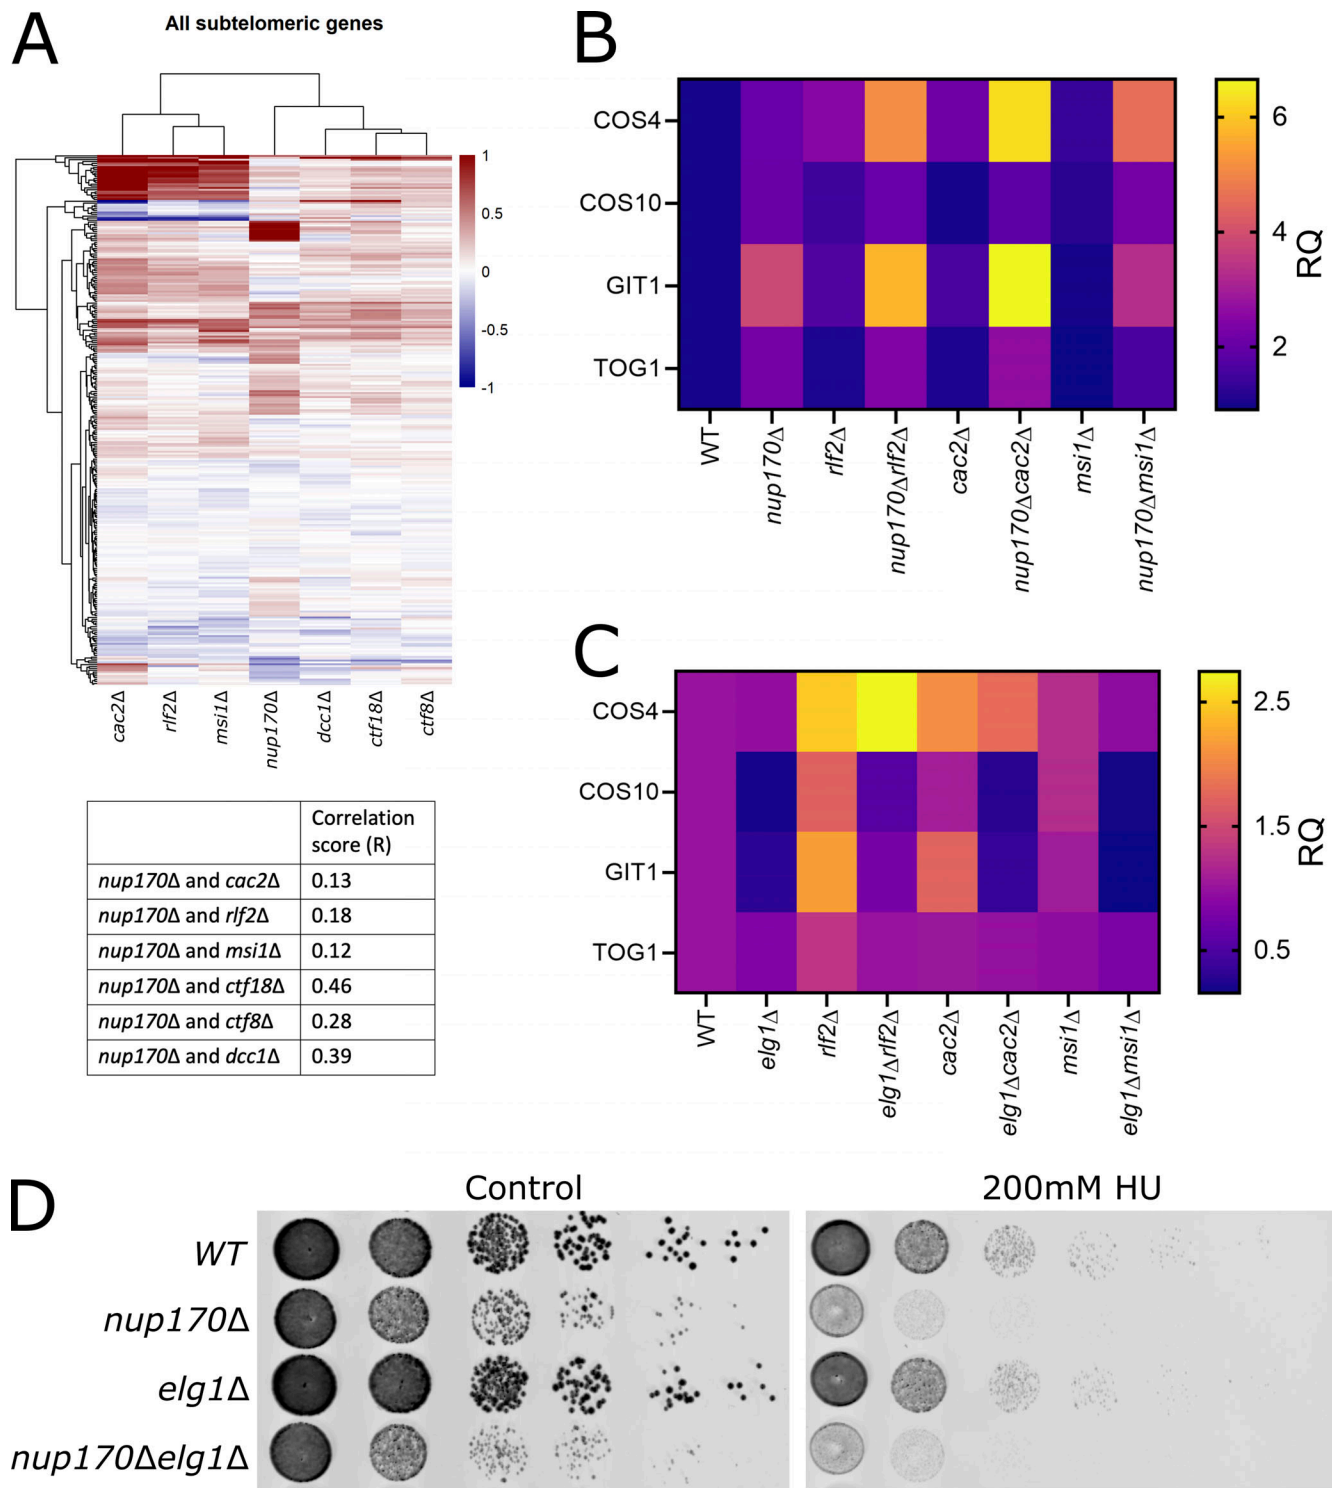 A
All subtelomeric genes
1
0.5
0
-0.5
-1
cac2Δ
rlf2Δ
msi1Δ
nup170Δ
dcc1Δ
ctf18Δ
ctf8Δ
Correlation
score (R)
nup170Δ and cac2Δ 0.13
nup170Δ and rlf2Δ 0.18
nup170Δ and msi1Δ 0.12
nup170Δ and ctf18Δ 0.46
nup170Δ and ctf8Δ 0.28
nup170Δ and dcc1Δ 0.39
B
COS4
COS10
GIT1
TOG1
WT
nup170Δ
rlf2Δ
nup170Δrlf2Δ
cac2Δ
nup170Δcac2Δ
msi1Δ
nup170Δmsi1Δ
6
4
2
RQ
C
COS4
COS10
GIT1
TOG1
WT
elg1Δ
rlf2Δ
elg1Δrlf2Δ
cac2Δ
elg1Δcac2Δ
msi1Δ
elg1Δmsi1Δ
2.5
1.5
0.5
RQ
D
Control
200mM HU
WT
nup170Δ
elg1Δ
nup170Δelg1Δ